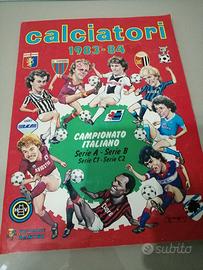 calciatori
1983-84
CAMPIONATO
ITALIANO
Serie A - Serie B
Serie C1 - Serie C2
subito